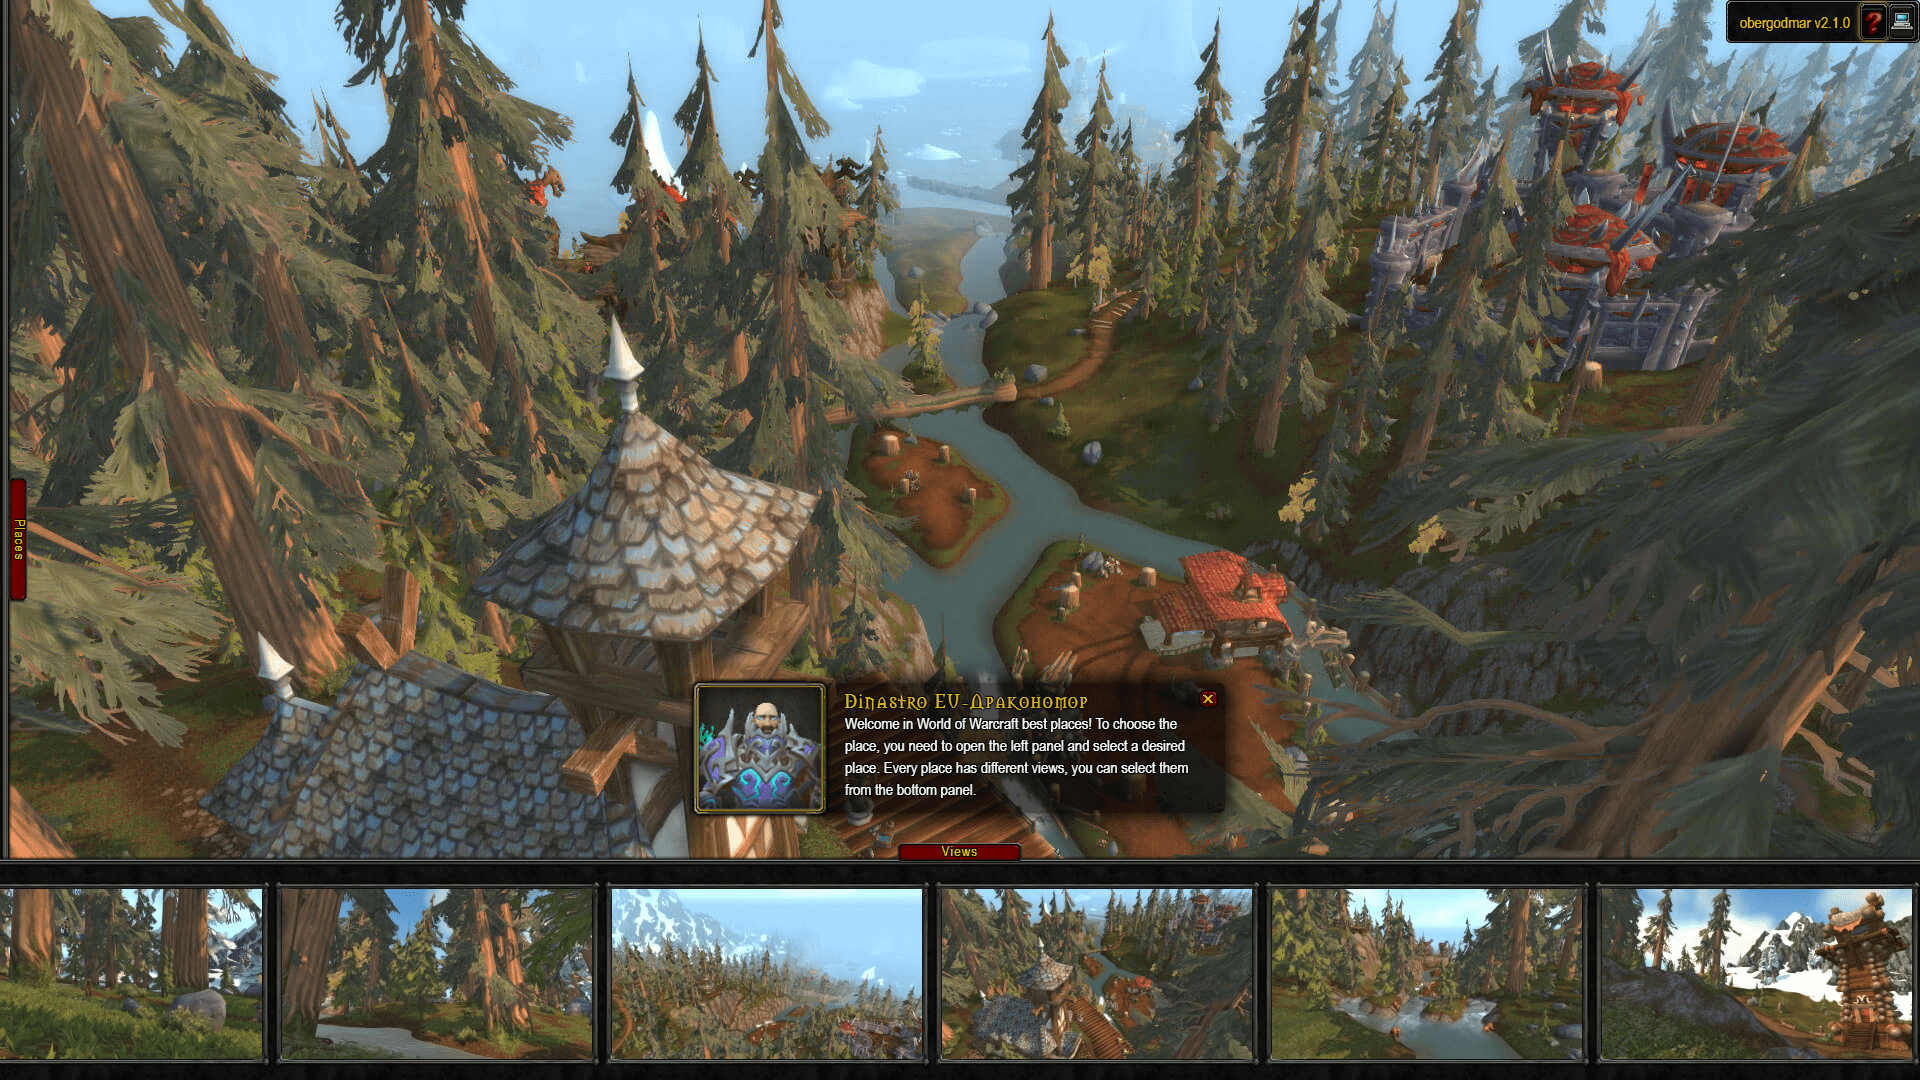 obergodmar v2.1.0
?
Places
Dinastro EU-Дракономор
Welcome in World of Warcraft best places! To choose the
place, you need to open the left panel and select a desired
place. Every place has different views, you can select them
from the bottom panel.
Views